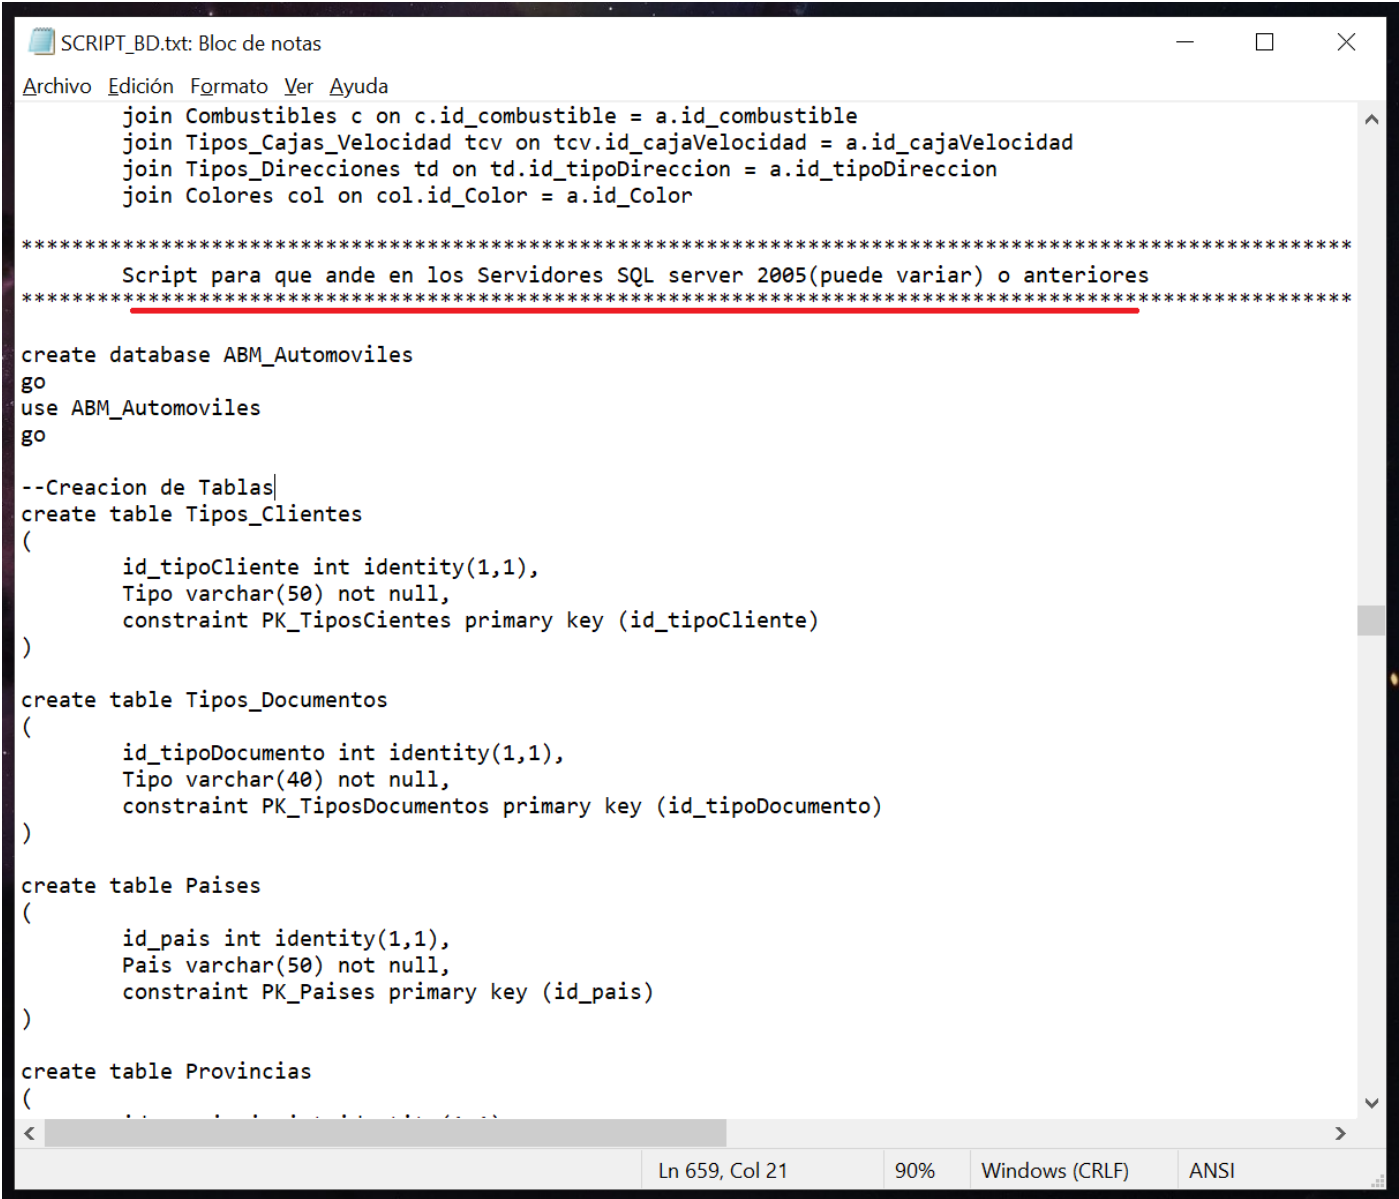 SCRIPT_BD.txt: Bloc de notas
Archivo Edición Formato Ver Ayuda
join Combustibles c on c.id_combustible = a.id_combustible
join Tipos_Cajas_Velocidad tcv on tcv.id_cajaVelocidad = a.id_cajaVelocidad
join Tipos_Direcciones td on td.id_tipoDireccion = a.id_tipoDireccion
join Colores col on col.id_Color = a.id_Color
*********************************************************************************************************
Script para que ande en los Servidores SQL server 2005(puede variar) o anteriores
*********************************************************************************************************
create database ABM_Automoviles
go
use ABM_Automoviles
go
--Creacion de Tablas
create table Tipos_Clientes
(
id_tipoCliente int identity(1,1),
Tipo varchar(50) not null,
constraint PK_TiposCientes primary key (id_tipoCliente)
)
create table Tipos_Documentos
(
id_tipoDocumento int identity(1,1),
Tipo varchar(40) not null,
constraint PK_TiposDocumentos primary key (id_tipoDocumento)
)
create table Paises
(
id_pais int identity(1,1),
Pais varchar(50) not null,
constraint PK_Paises primary key (id_pais)
)
create table Provincias
(
Ln 659, Col 21 90% Windows (CRLF) ANSI